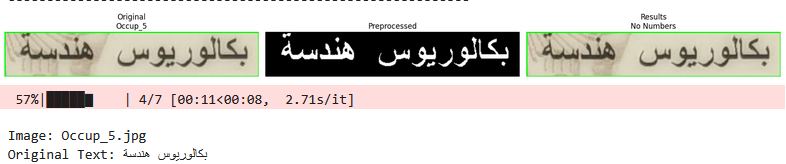 Original
Occup_5
Preprocessed
Results
No Numbers
بكالوريوس هندسة
بكالوريوس هندسة
بكالوريوس هندسة
57%| | 4/7 [00:11<00:08, 2.71s/it]
Image: Occup_5.jpg
Original Text: بكالوريوس هندسة